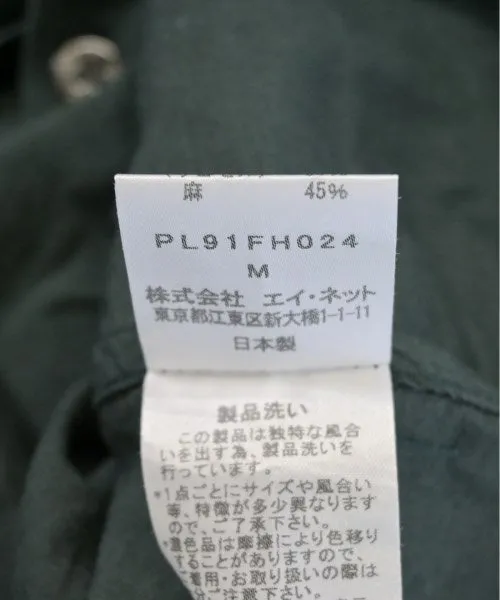 麻 45%
PL91FH024
M
株式会社 エイ・ネット
東京都江東区新大橋1-1-11
日本製
製品洗い
この製品は独特な風合
いを出す為、製品洗いを
行っています。
*1点ごとにサイズや風合い
等、特徴が多少異なります
ので、ご了承下さい。
*濃色品は摩擦により色移り
することがありますので、
ご着用・お取り扱いの際は